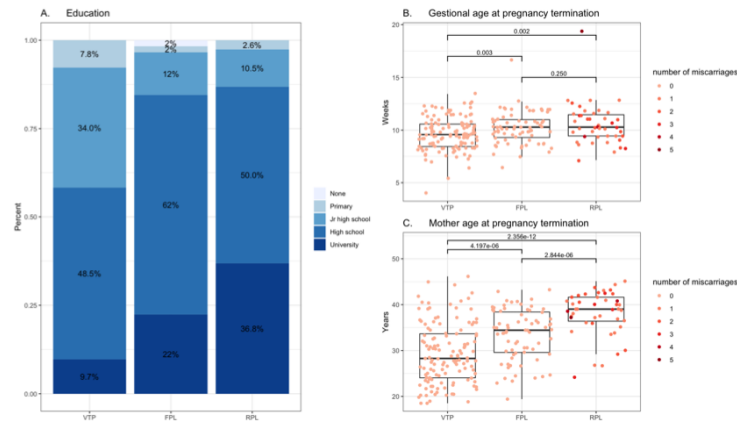 A. Education
1.00
0.75
0.50
0.25
0.00
Percent
7.8%
34.0%
48.5%
9.7%
2%
2%
12%
62%
22%
2.6%
10.5%
50.0%
36.8%
VTP FPL RPL
None
Primary
Jr high school
High school
University
B. Gestional age at pregnancy termination
20
15
10
5
Weeks
0.002
0.003
0.250
VTP FPL RPL
number of miscarriages
0
1
2
3
4
5
C. Mother age at pregnancy termination
50
40
30
20
Years
2.356e-12
4.197e-06
2.844e-06
VTP FPL RPL
number of miscarriages
0
1
2
3
4
5